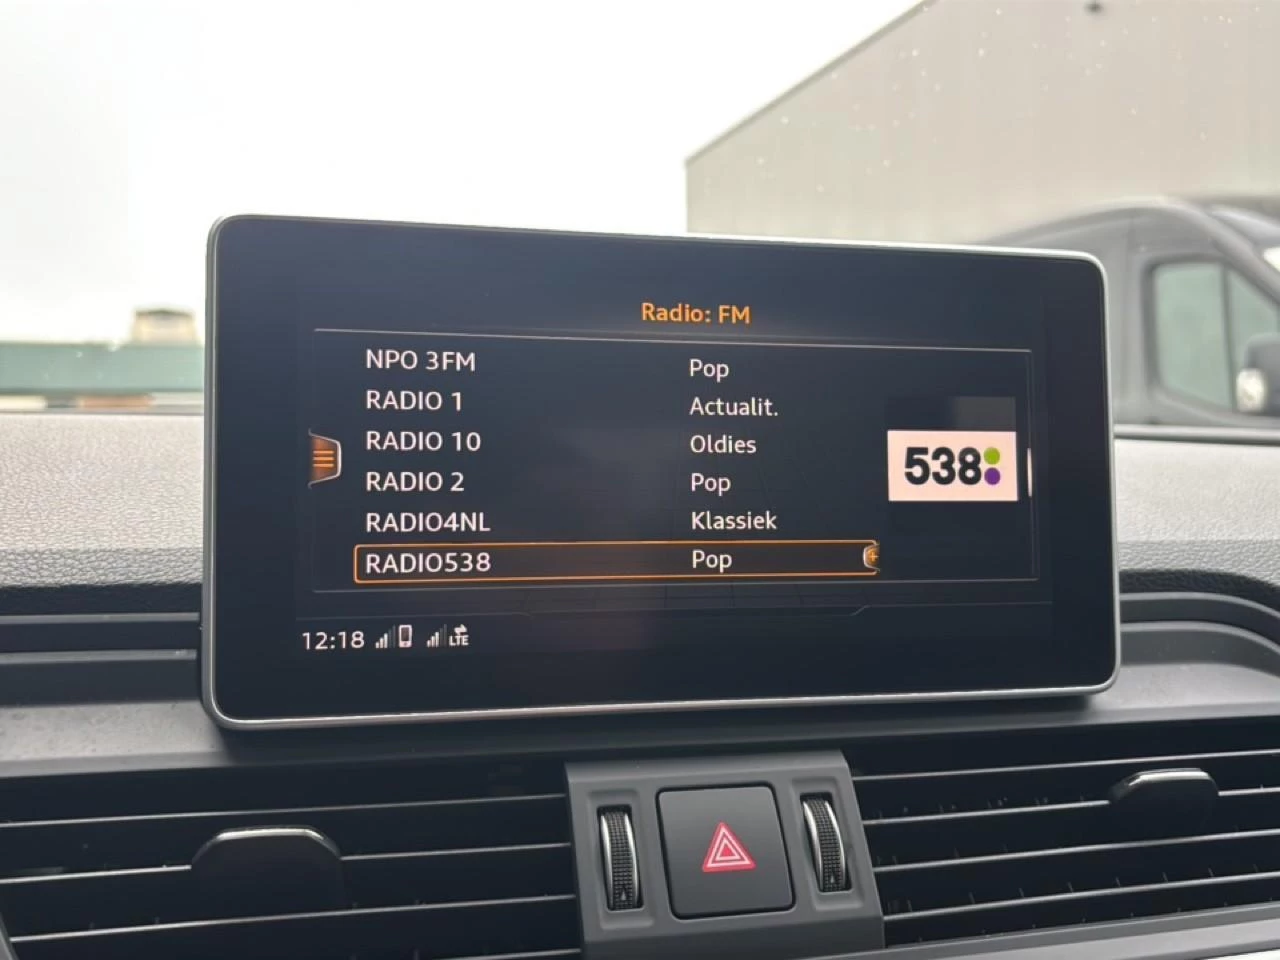 Radio: FM
NPO 3FM Pop
RADIO 1 Actualit.
RADIO 10 Oldies
RADIO 2 Pop
RADIO4NL Klassiek
RADIO538 Pop
538
12:18 LTE